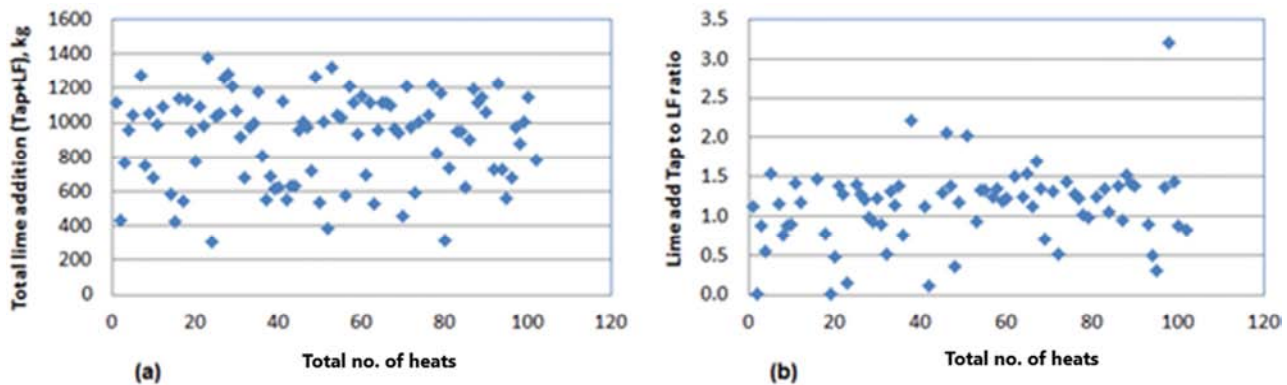 Total lime addition (Tap+LF), kg
1600
1400
1200
1000
800
600
400
200
0
0 20 40 60 80 100 120
Total no. of heats
(a)
Lime add Tap to LF ratio
3.5
3.0
2.5
2.0
1.5
1.0
0.5
0.0
0 20 40 60 80 100 120
Total no. of heats
(b)